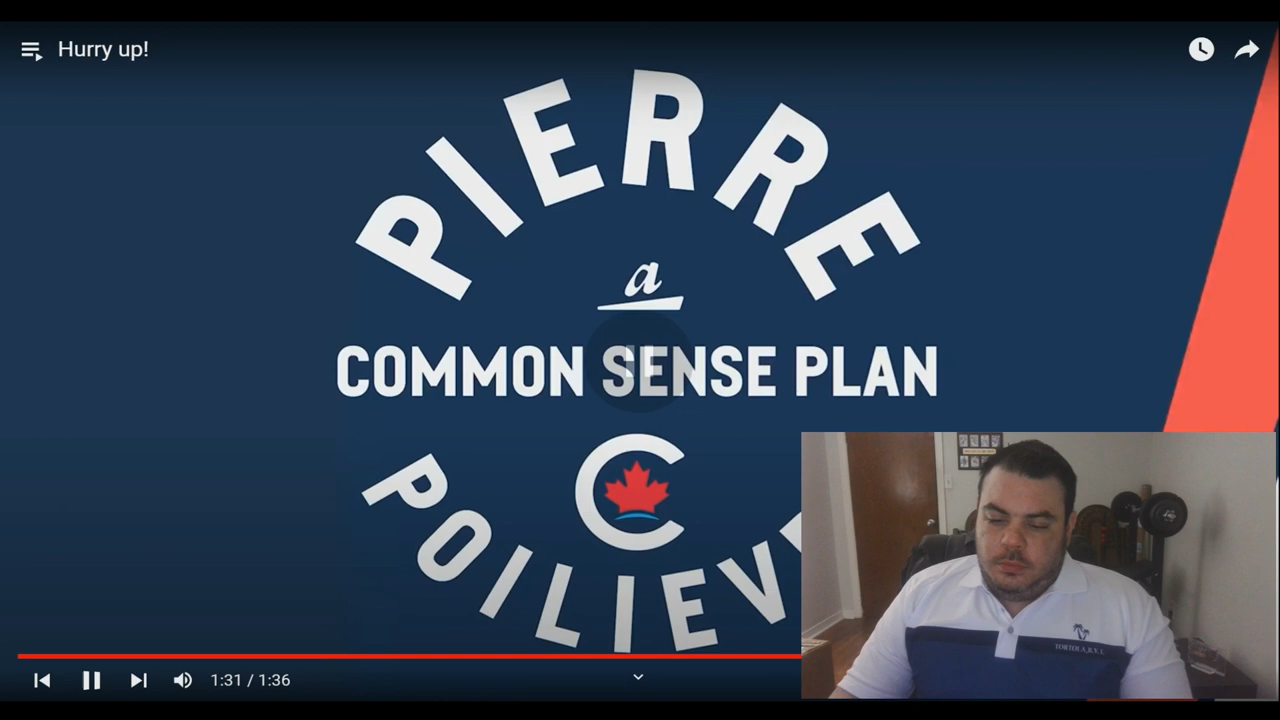 Hurry up!
PIERRE
a
COMMON SENSE PLAN
POILIEV
TORTOLA, B.V.I.
1:31 / 1:36